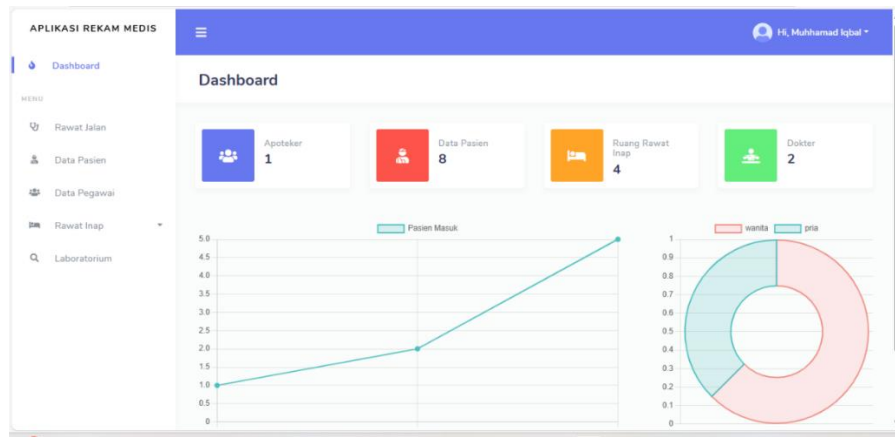 APLIKASI REKAM MEDIS
Hi, Muhhamad Iqbal
Dashboard
MENU
Rawat Jalan
Data Pasien
Data Pegawai
Rawat Inap
Laboratorium
Dashboard
Apoteker
1
Data Pasien
8
Ruang Rawat
Inap
4
Dokter
2
Pasien Masuk
5.0
4.5
4.0
3.5
3.0
2.5
2.0
1.5
1.0
0.5
0
wanita pria
1
0.9
0.8
0.7
0.6
0.5
0.4
0.3
0.2
0.1
0